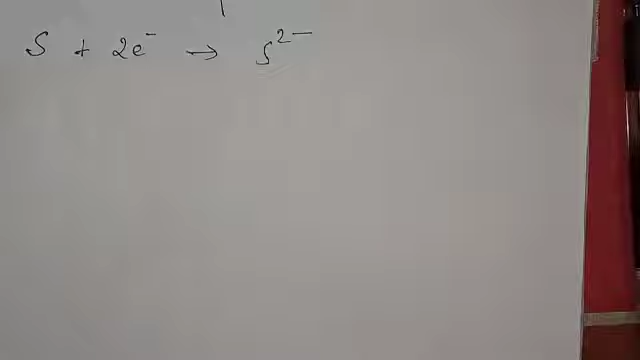 S + 2e⁻ → S²⁻